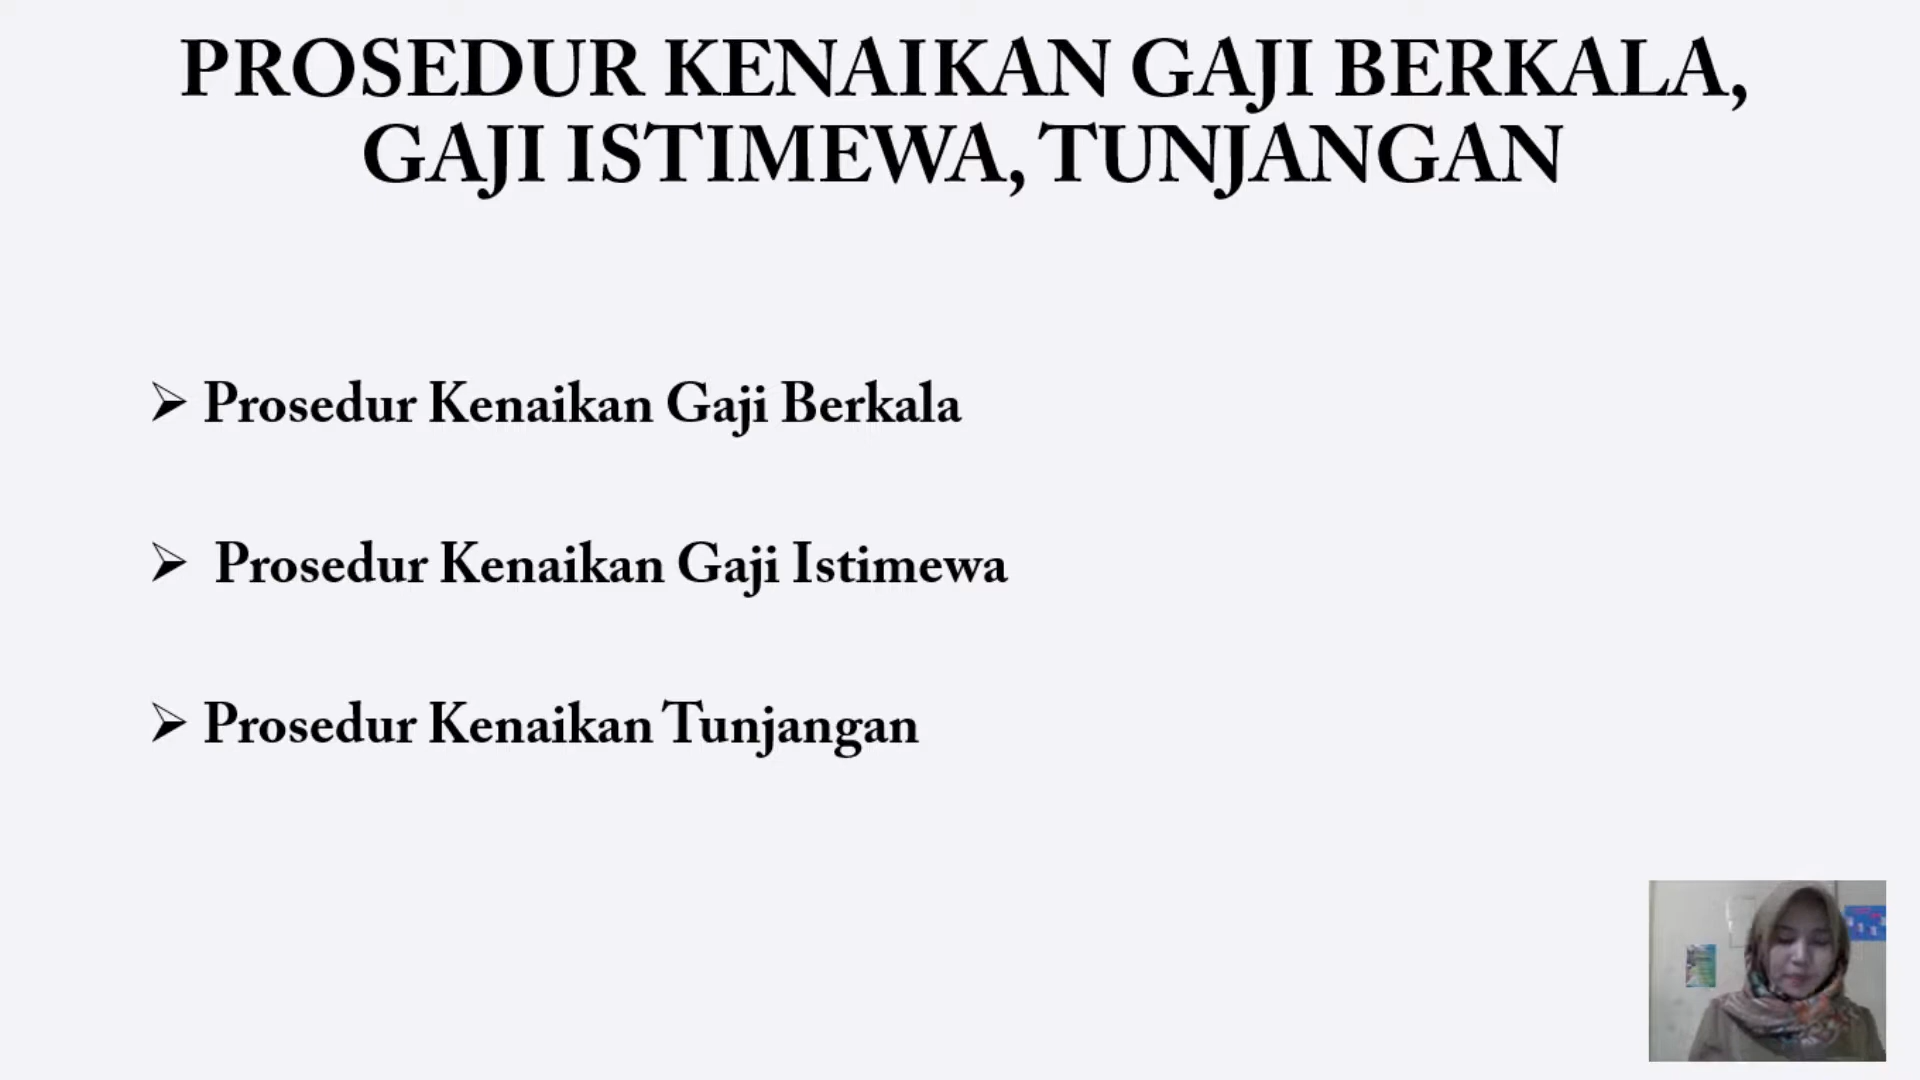 PROSEDUR KENAIKAN GAJI BERKALA,
GAJI ISTIMEWA, TUNJANGAN
Prosedur Kenaikan Gaji Berkala
Prosedur Kenaikan Gaji Istimewa
Prosedur Kenaikan Tunjangan